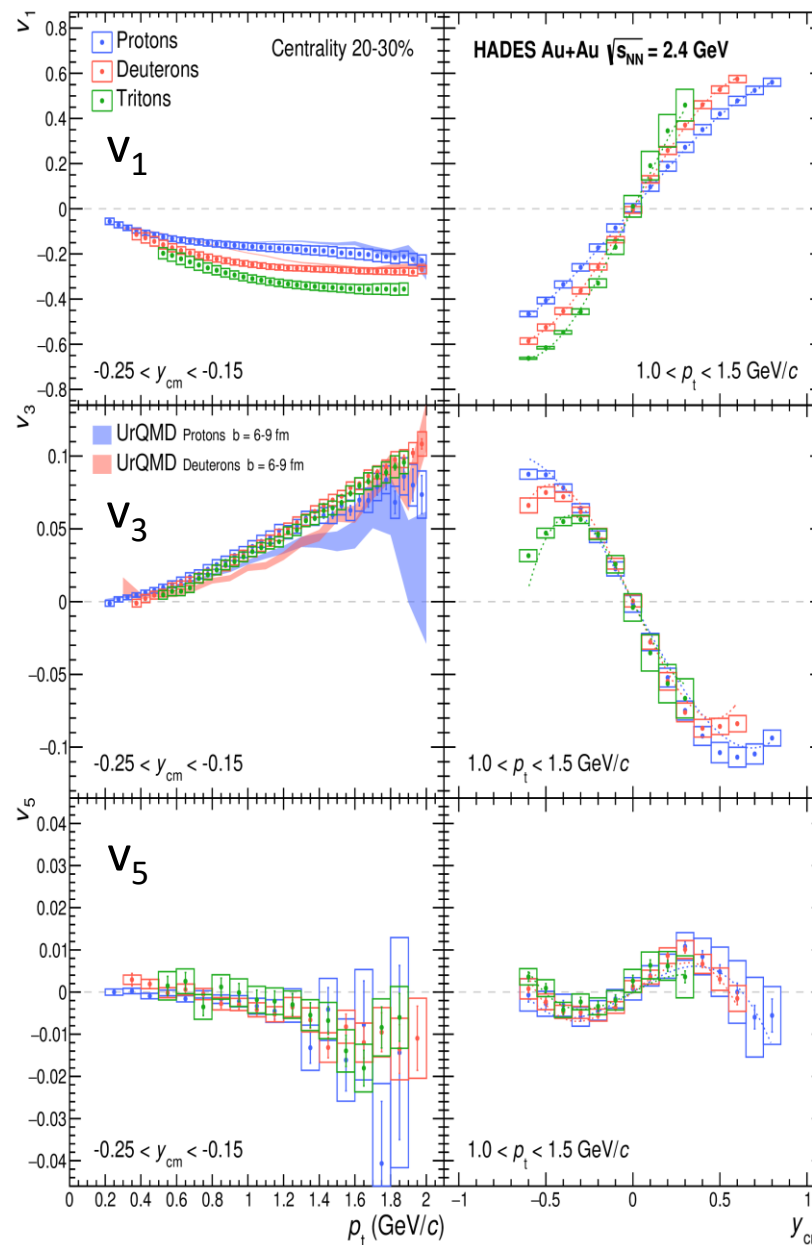 v1
Protons
Deuterons
Tritons
Centrality 20-30%
HADES Au+Au √sNN = 2.4 GeV
0.8
0.6
0.4
0.2
0
−0.2
−0.4
−0.6
−0.8
v1
-0.25 < ycm < -0.15
1.0 < pt < 1.5 GeV/c
v3
UrQMD Protons b = 6-9 fm
UrQMD Deuterons b = 6-9 fm
0.1
0.05
0
−0.05
−0.1
v3
-0.25 < ycm < -0.15
1.0 < pt < 1.5 GeV/c
v5
0.04
0.03
0.02
0.01
0
−0.01
−0.02
−0.03
−0.04
v5
-0.25 < ycm < -0.15
1.0 < pt < 1.5 GeV/c
0 0.2 0.4 0.6 0.8 1 1.2 1.4 1.6 1.8 2
−1 −0.5 0 0.5 1
pt (GeV/c)
yc